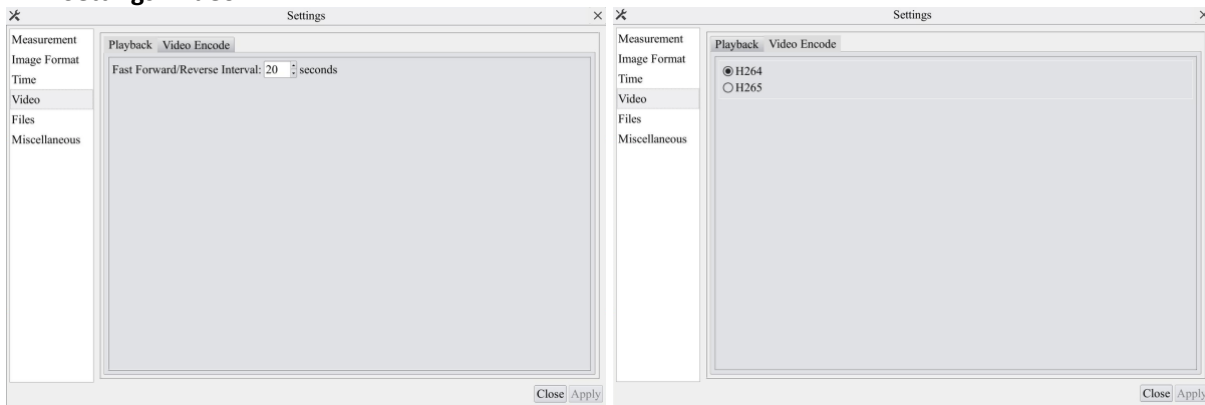 Settings
Measurement
Image Format
Time
Video
Files
Miscellaneous
Playback Video Encode
Fast Forward/Reverse Interval: 20 seconds
Close Apply
Settings
Measurement
Image Format
Time
Video
Files
Miscellaneous
Playback Video Encode
H264
H265
Close Apply